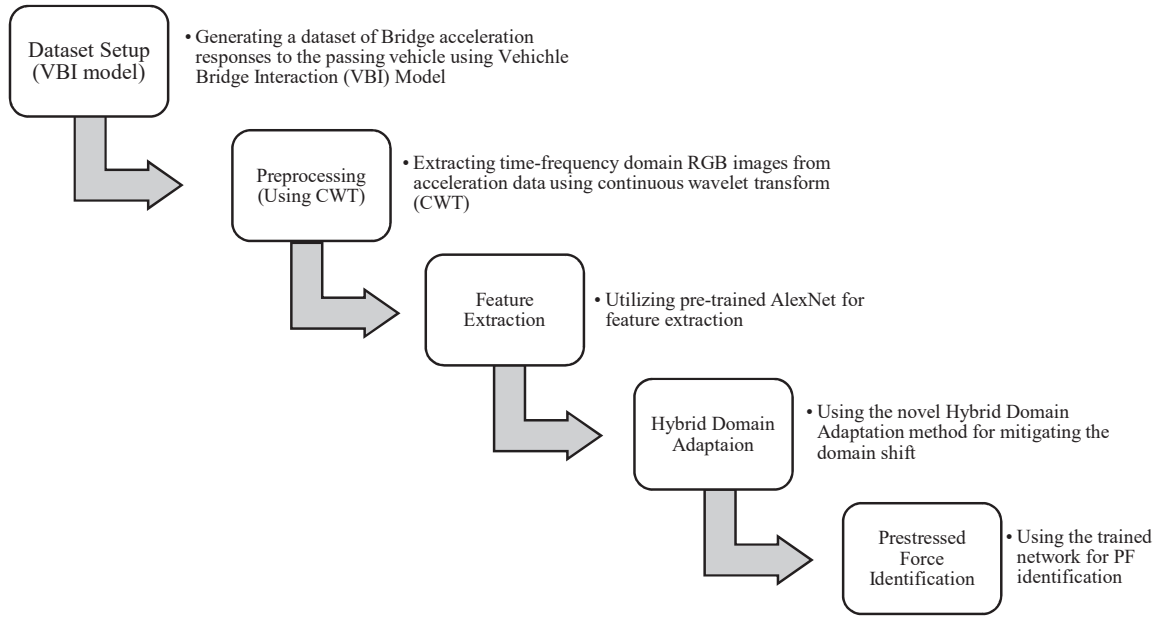 Dataset Setup
(VBI model)
• Generating a dataset of Bridge acceleration
responses to the passing vehicle using Vehichle
Bridge Interaction (VBI) Model
Preprocessing
(Using CWT)
• Extracting time-frequency domain RGB images from
acceleration data using continuous wavelet transform
(CWT)
Feature
Extraction
• Utilizing pre-trained AlexNet for
feature extraction
Hybrid Domain
Adaptaion
• Using the novel Hybrid Domain
Adaptation method for mitigating the
domain shift
Prestressed
Force
Identification
• Using the trained
network for PF
identification